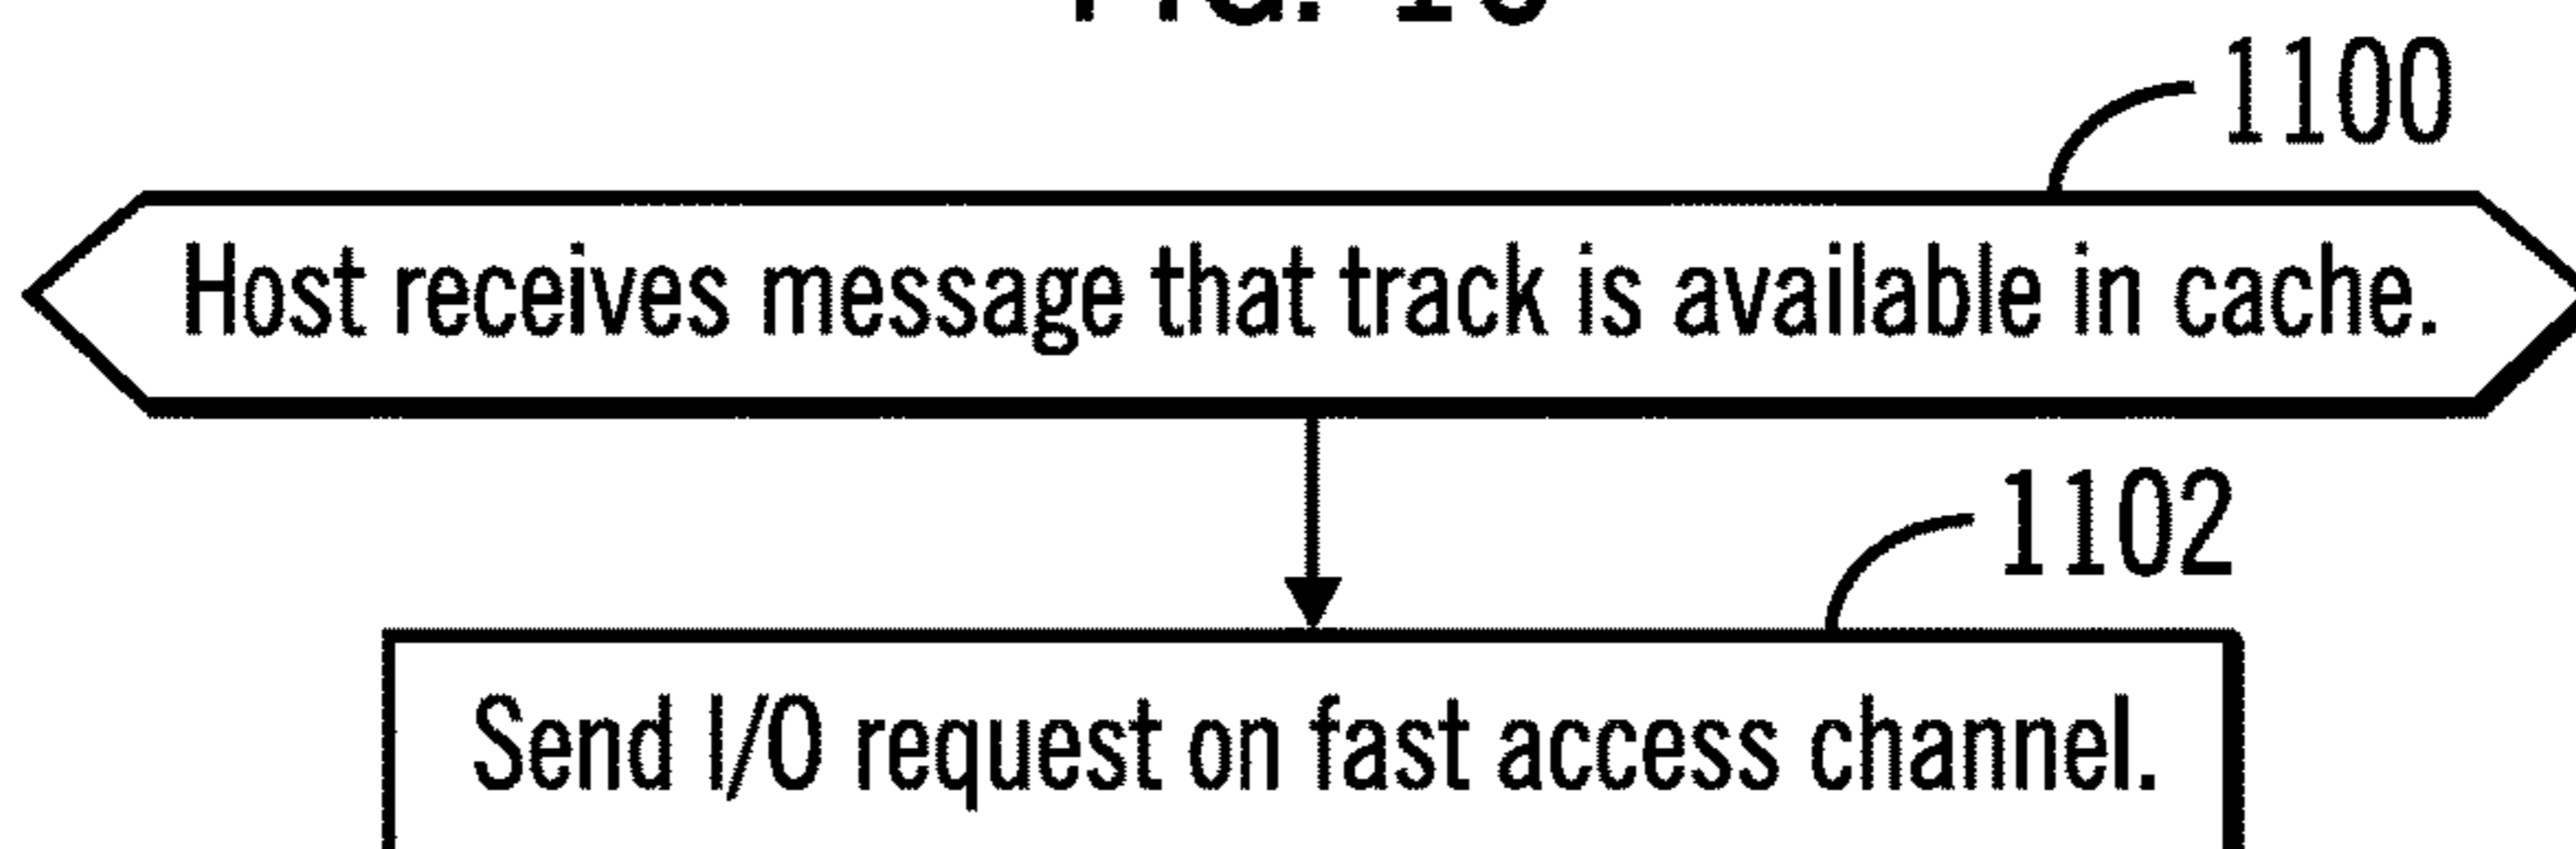 1100
Host receives message that track is available in cache.
1102
Send I/O request on fast access channel.